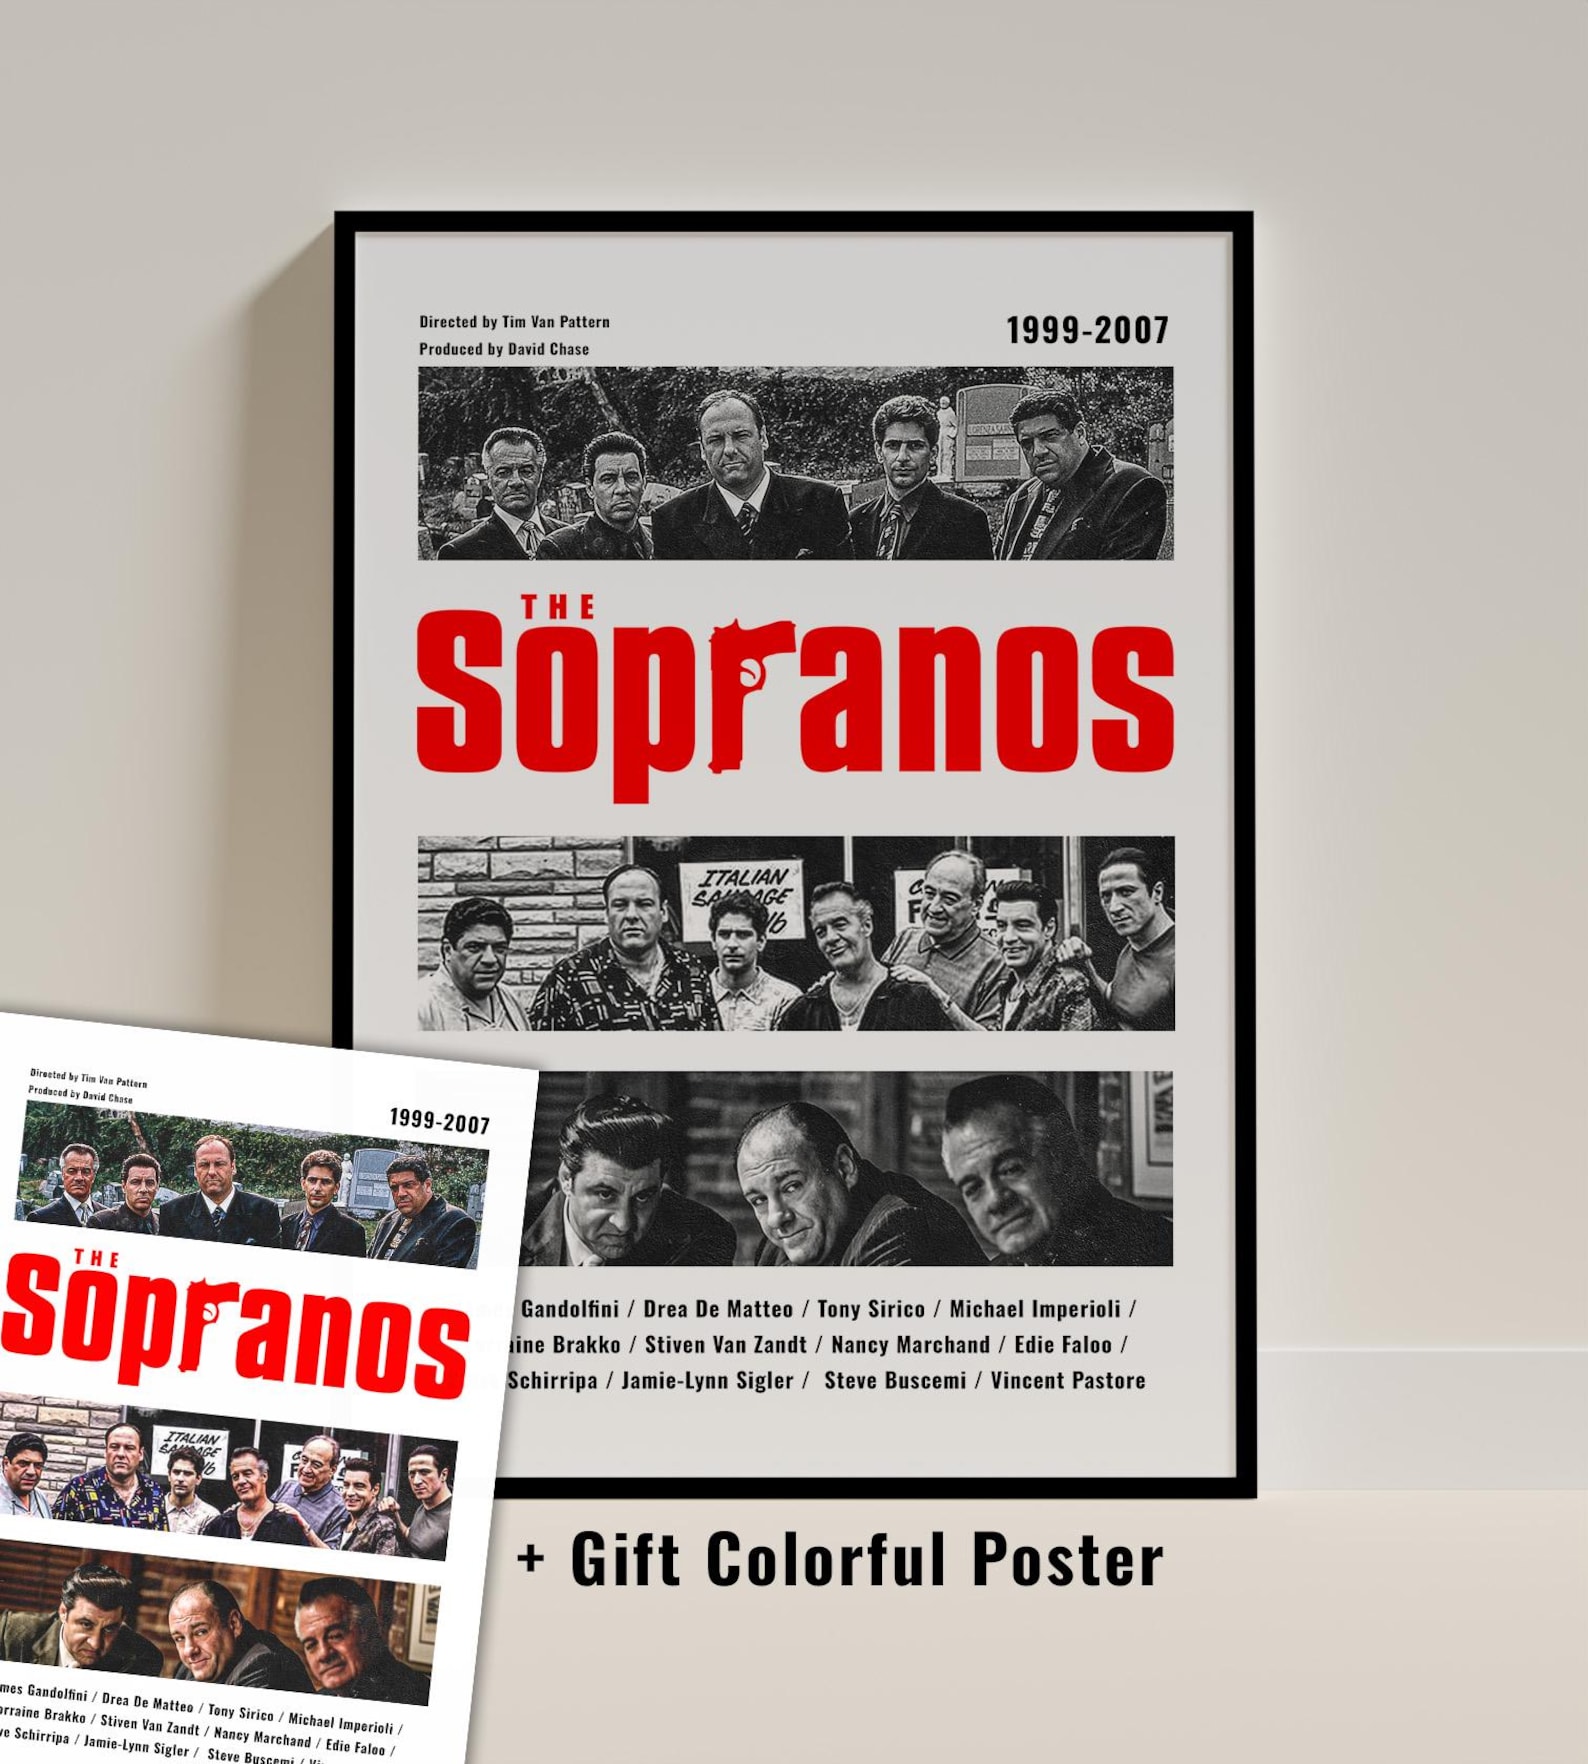 Directed by Tim Van Pattern
Produced by David Chase
1999-2007
THE
Sopranos
ITALIAN
Gandolfini / Drea De Matteo / Tony Sirico / Michael Imperioli /
Brakko / Stiven Van Zandt / Nancy Marchand / Edie Faloo /
Schirripa / Jamie-Lynn Sigler / Steve Buscemi / Vincent Pastore
Directed by Tim Van Pattern
Produced by David Chase
1999-2007
THE
Sopranos
ITALIAN
Gandolfini / Drea De Matteo / Tony Sirico / Michael Imperioli /
Brakko / Stiven Van Zandt / Nancy Marchand / Edie Faloo /
Schirripa / Jamie-Lynn Sigler / Steve Buscemi /
+ Gift Colorful Poster